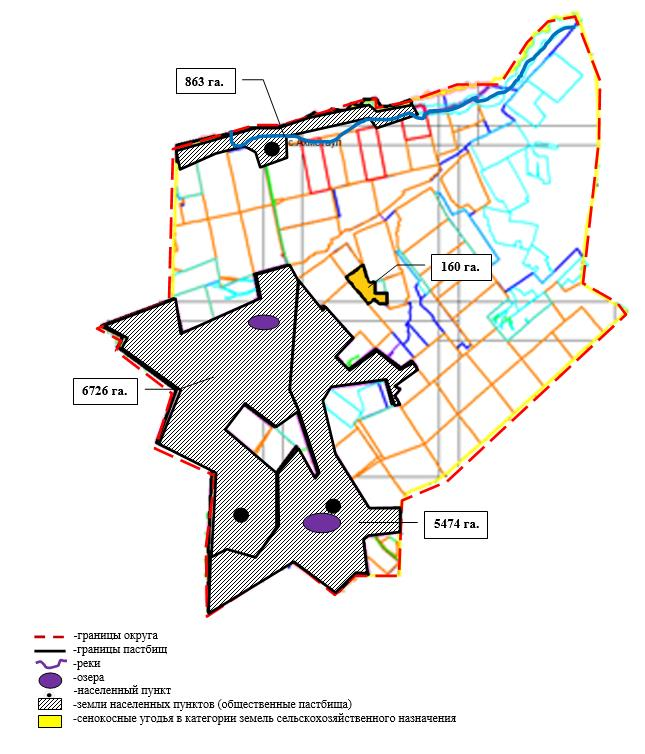 863 га.
160 га.
6726 га.
5474 га.
-границы округа
-границы пастбищ
-реки
-озера
-населенный пункт
-земли населенных пунктов (общественные пастбища)
-сенокосные угодья в категории земель сельскохозяйственного назначения